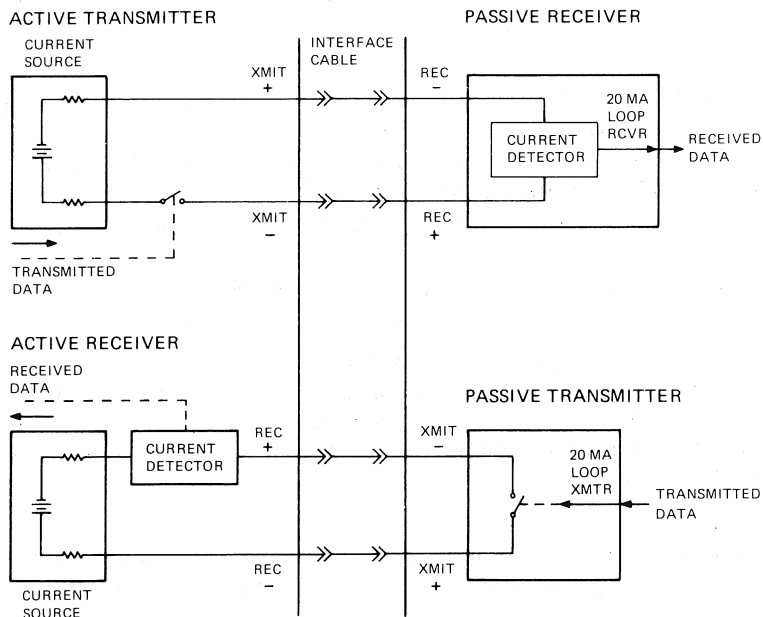 ACTIVE TRANSMITTER
CURRENT
SOURCE
XMIT
+
XMIT
−
TRANSMITTED
DATA
INTERFACE
CABLE
PASSIVE RECEIVER
REC
−
20 MA
LOOP
RCVR
CURRENT
DETECTOR
RECEIVED
DATA
REC
+
ACTIVE RECEIVER
RECEIVED
DATA
CURRENT
DETECTOR
REC
+
REC
−
CURRENT
SOURCE
PASSIVE TRANSMITTER
XMIT
−
20 MA
LOOP
XMTR
TRANSMITTED
DATA
XMIT
+